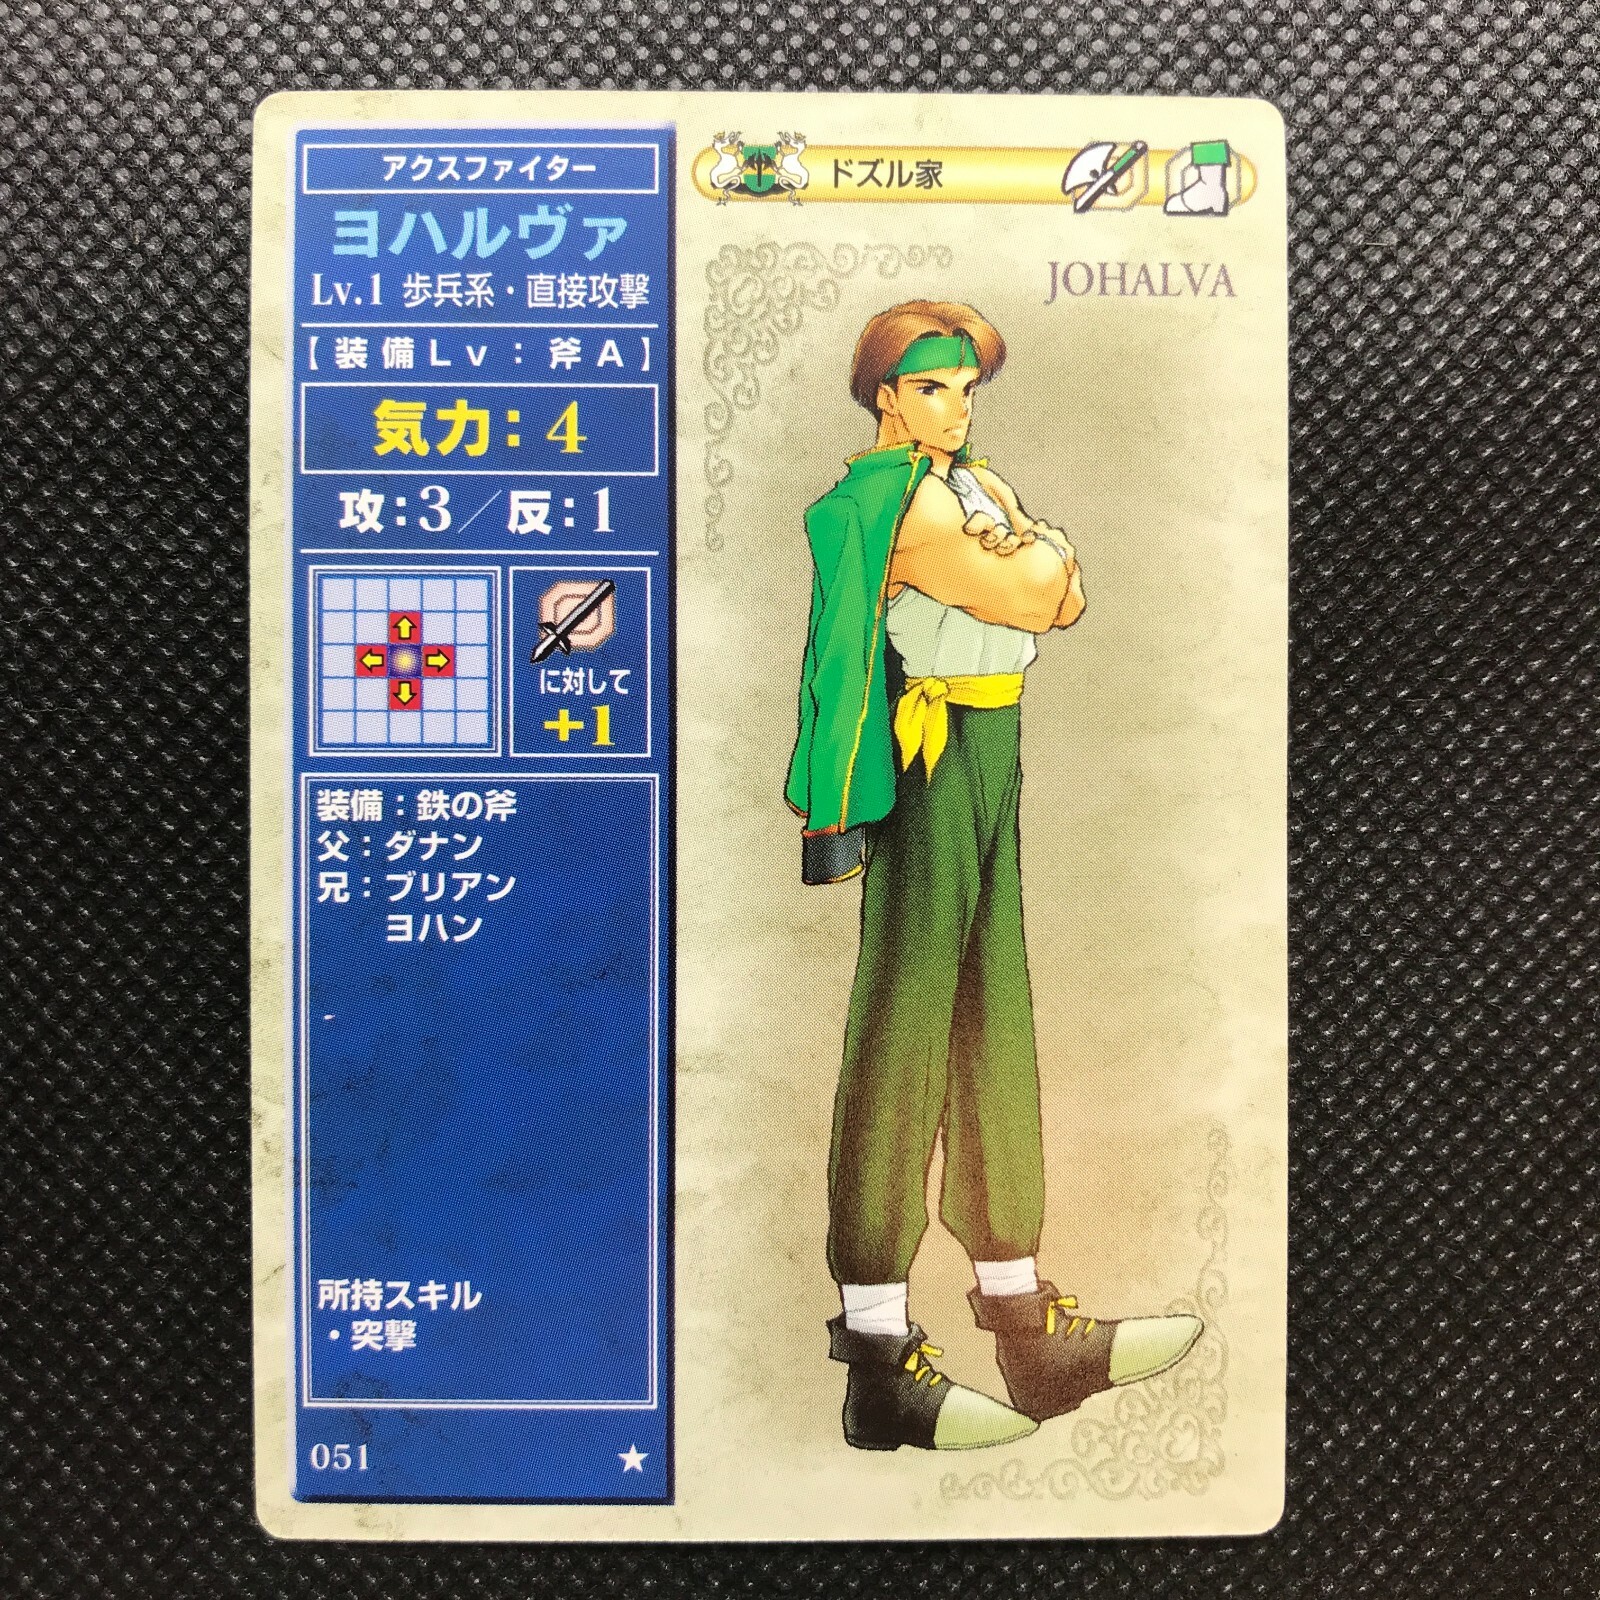 アクスファイター
ヨハルヴァ
Lv.1 歩兵系・直接攻撃
【装備Lv:斧A】
気力:4
攻:3/反:1
に対して
+1
装備:鉄の斧
父:ダナン
兄:ブリアン
ヨハン
所持スキル
・突撃
051 ★
ドズル家
JOHALVA